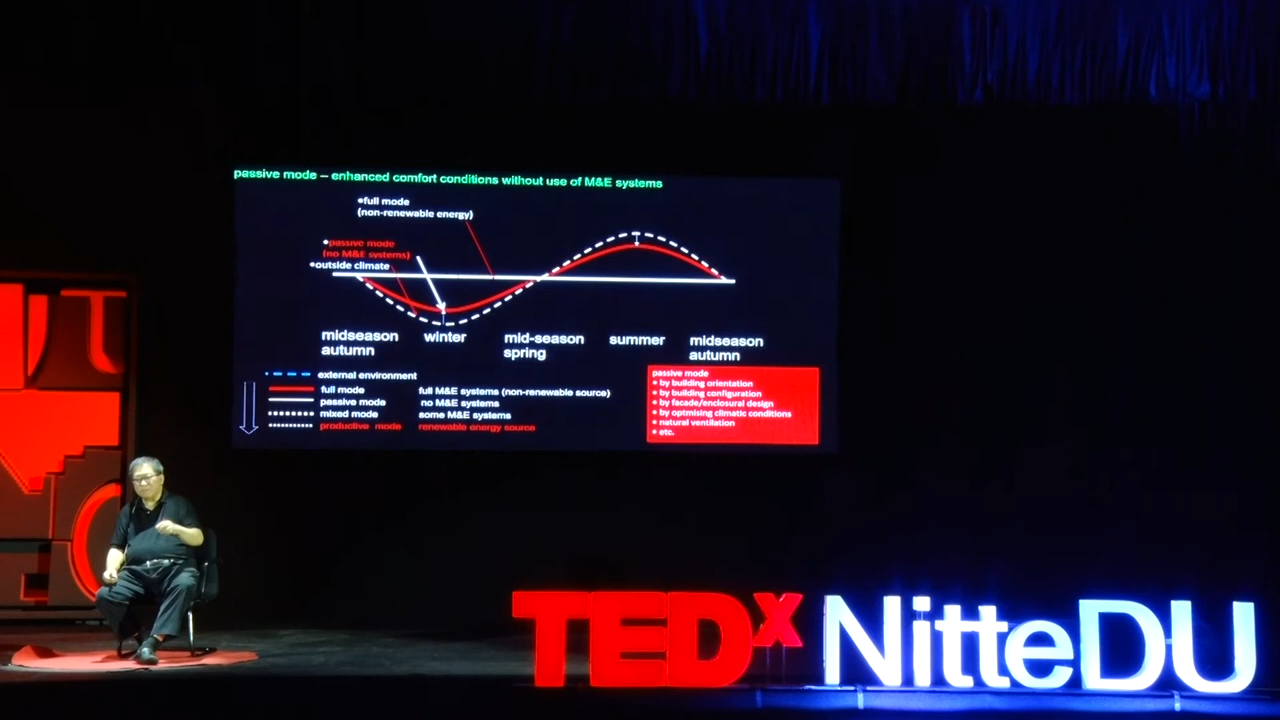 passive mode – enhanced comfort conditions without use of M&E systems
•full mode
(non-renewable energy)
•passive mode
(no M&E systems)
•outside climate
midseason autumn
winter
mid-season spring
summer
midseason autumn
external environment
full mode full M&E systems (non-renewable source)
passive mode no M&E systems
mixed mode some M&E systems
productive mode renewable energy source
passive mode
• by building orientation
• by building configuration
• by facade/enclosural design
• by optmising climatic conditions
• natural ventilation
• etc.
TEDx NitteDU